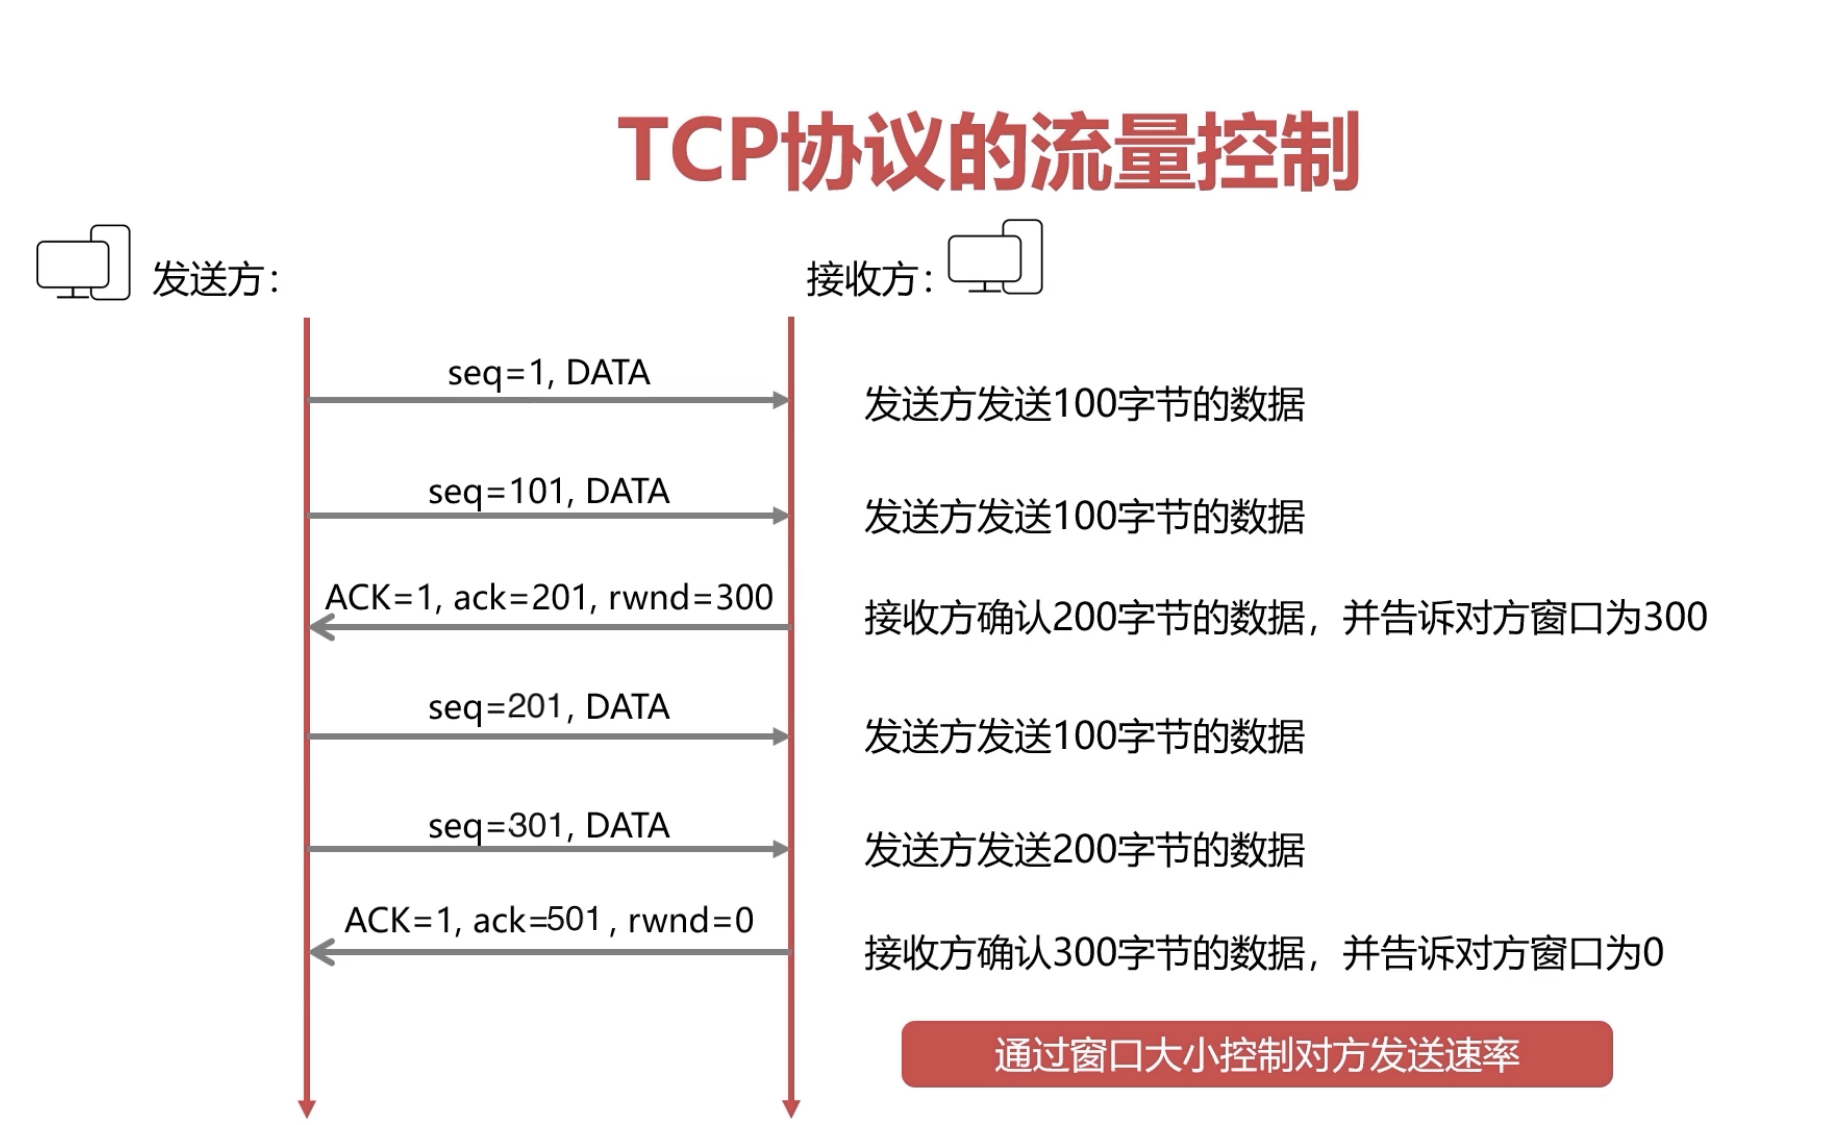 TCP协议的流量控制
发送方：
接收方：
seq=1, DATA
发送方发送100字节的数据
seq=101, DATA
发送方发送100字节的数据
ACK=1, ack=201, rwnd=300
接收方确认200字节的数据，并告诉对方窗口为300
seq=201, DATA
发送方发送100字节的数据
seq=301, DATA
发送方发送200字节的数据
ACK=1, ack=501, rwnd=0
接收方确认300字节的数据，并告诉对方窗口为0
通过窗口大小控制对方发送速率